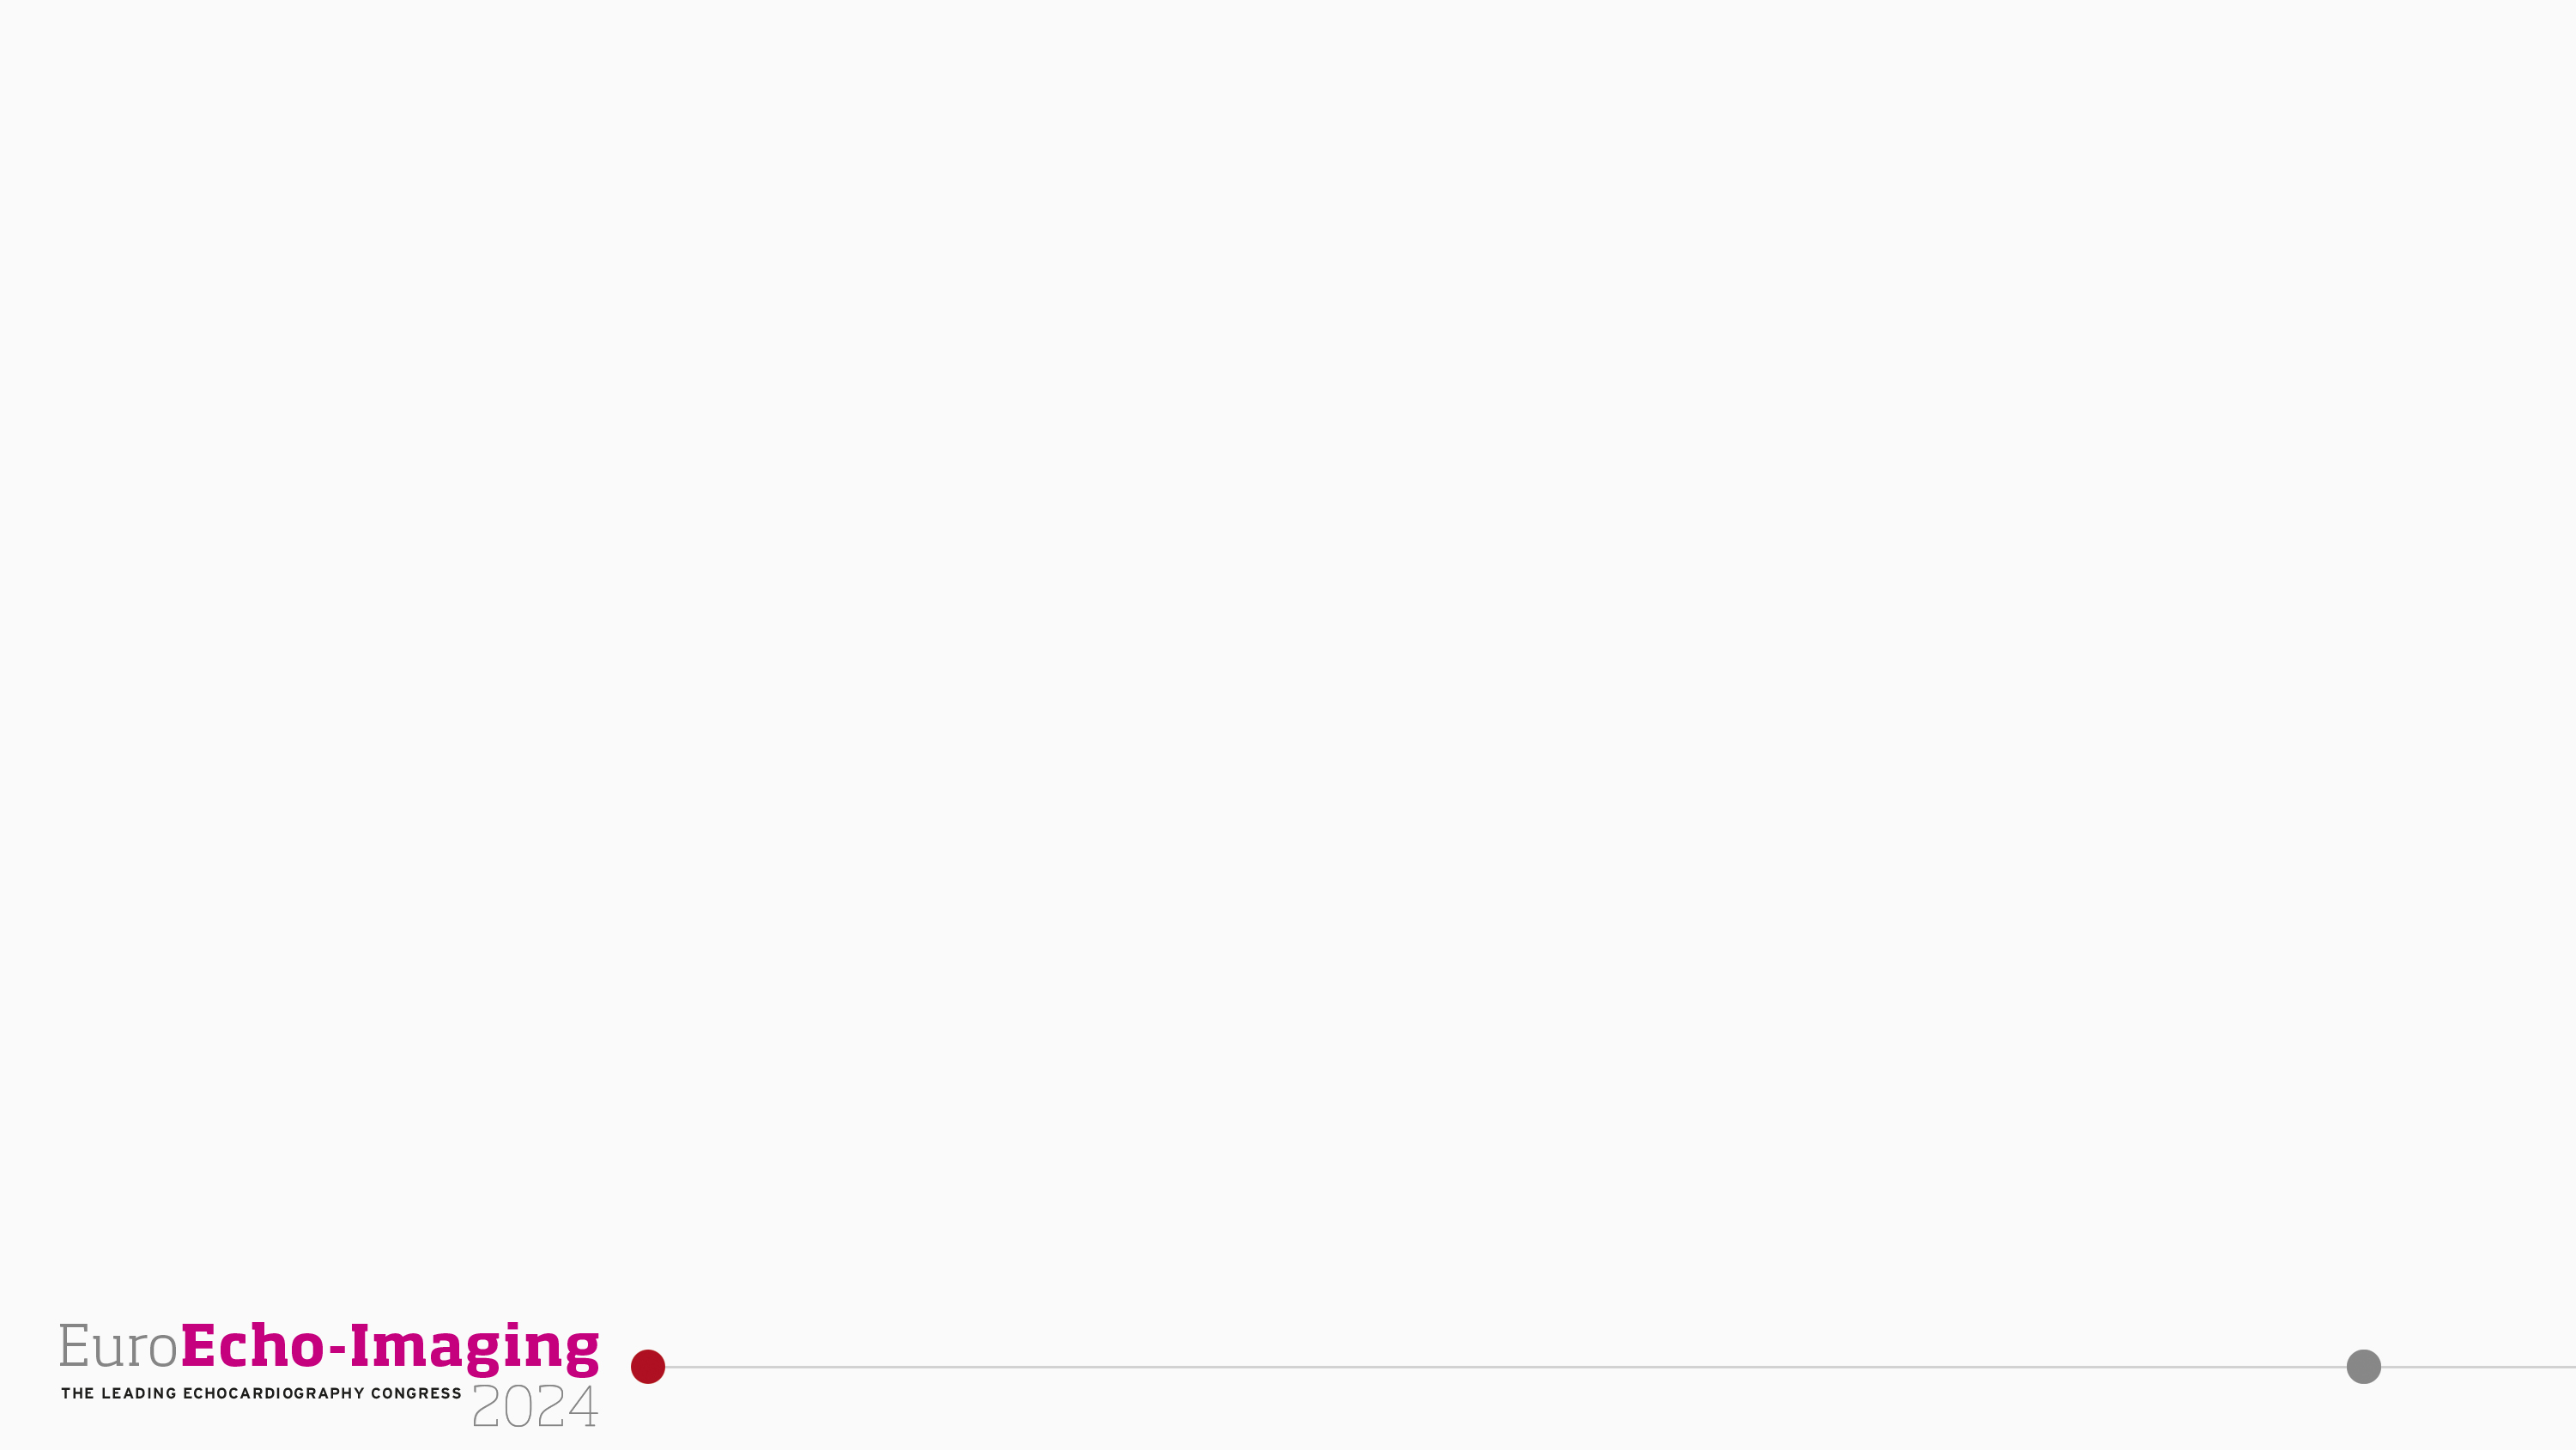 EuroEcho-Imaging
THE LEADING ECHOCARDIOGRAPHY CONGRESS
2024